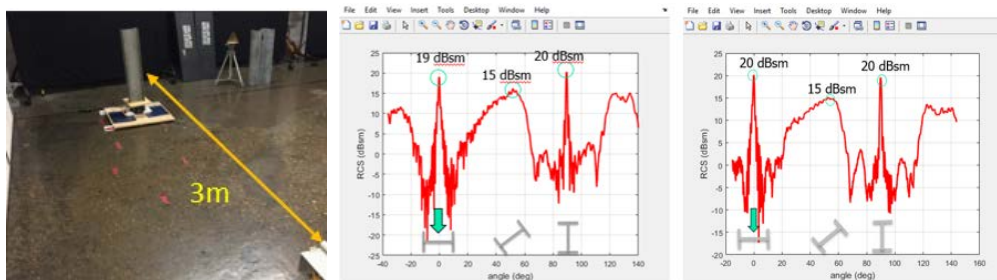 3m
File Edit View Insert Tools Desktop Window Help
19 dBsm
15 dBsm
20 dBsm
RCS (dBsm)
25
20
15
10
5
0
-5
-10
-15
-20
-25
-40 -20 0 20 40 60 80 100 120 140
angle (deg)
File Edit View Insert Tools Desktop Window Help
20 dBsm
15 dBsm
20 dBsm
RCS (dBsm)
25
20
15
10
5
0
-5
-10
-15
-20
-20 0 20 40 60 80 100 120 140 160
angle (deg)